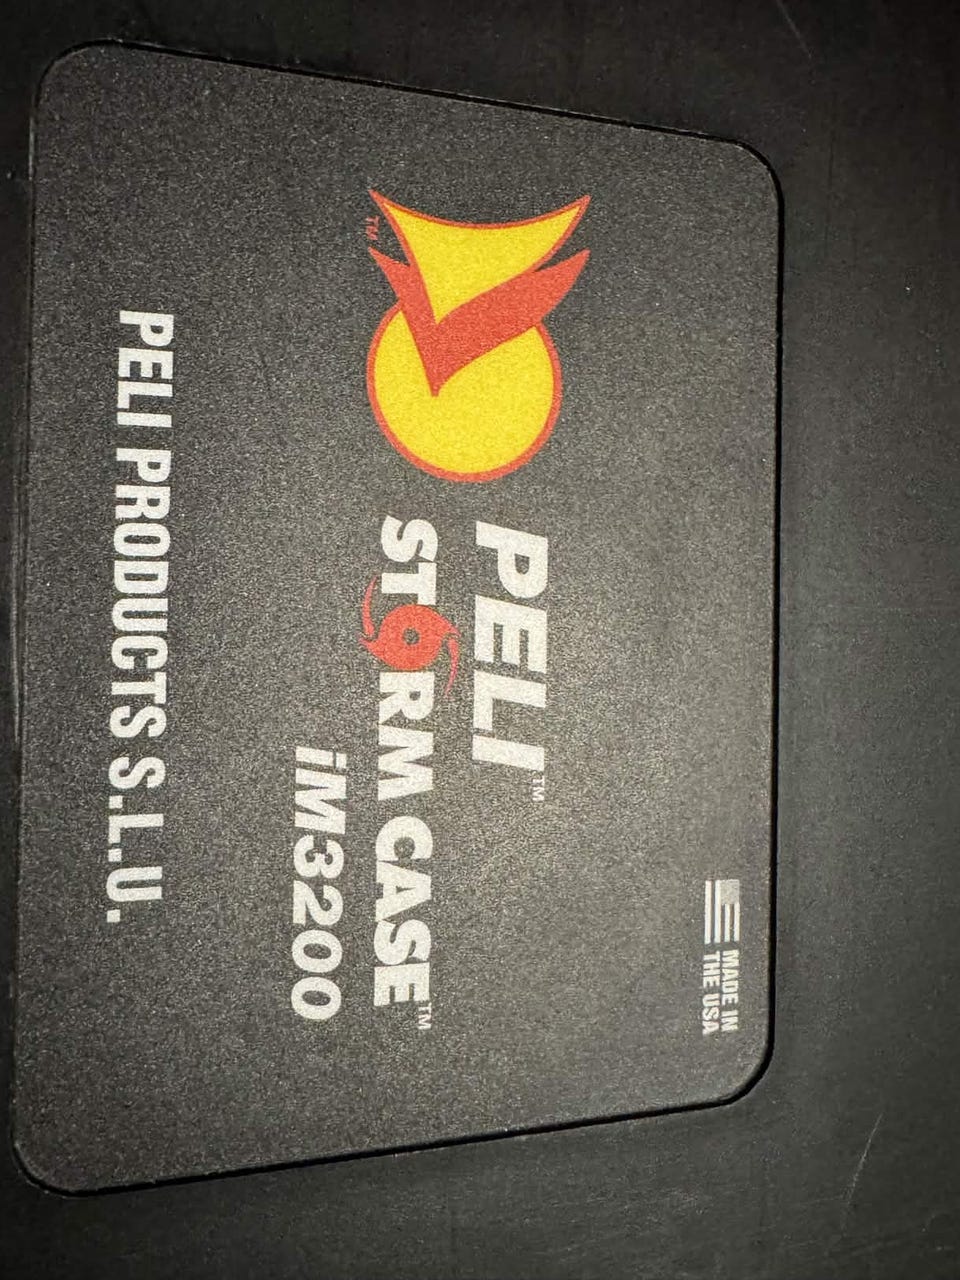 MADE IN
THE USA
PELI™
STORM CASE™
iM3200
TM
PELI PRODUCTS S.L.U.